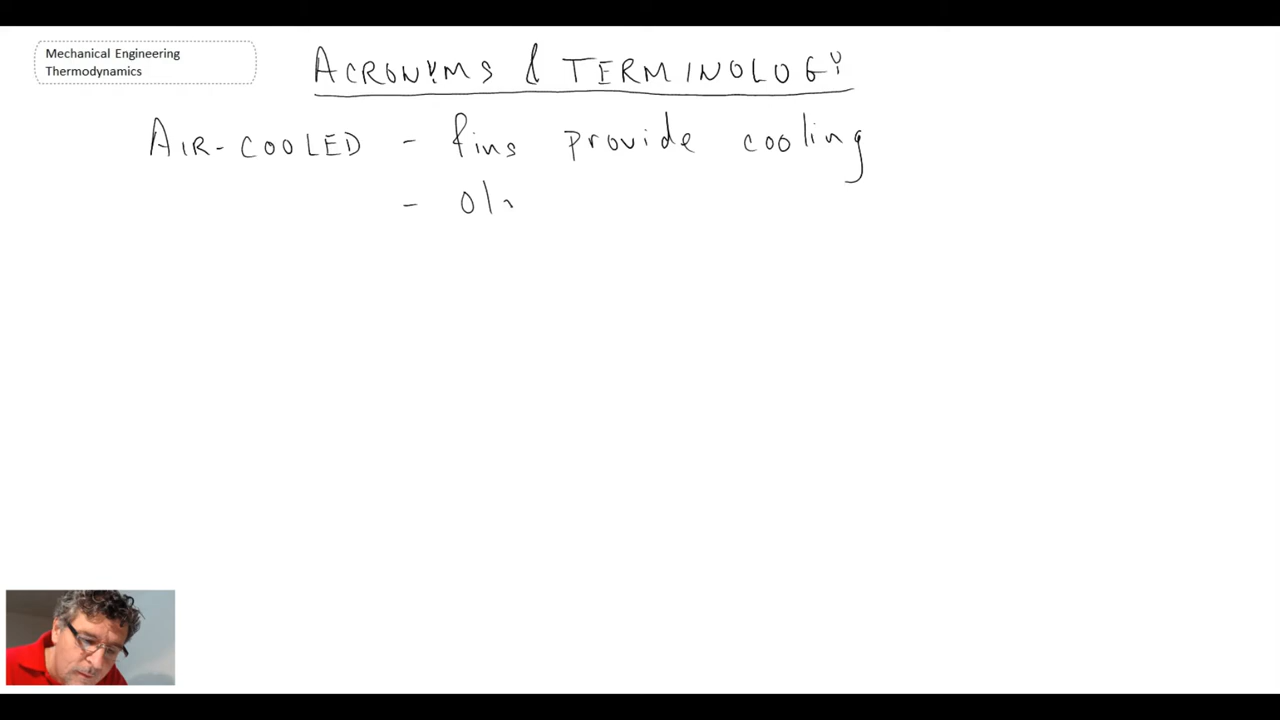 Mechanical Engineering
Thermodynamics
ACRONYMS & TERMINOLOGY
AIR-COOLED - fins provide cooling
-